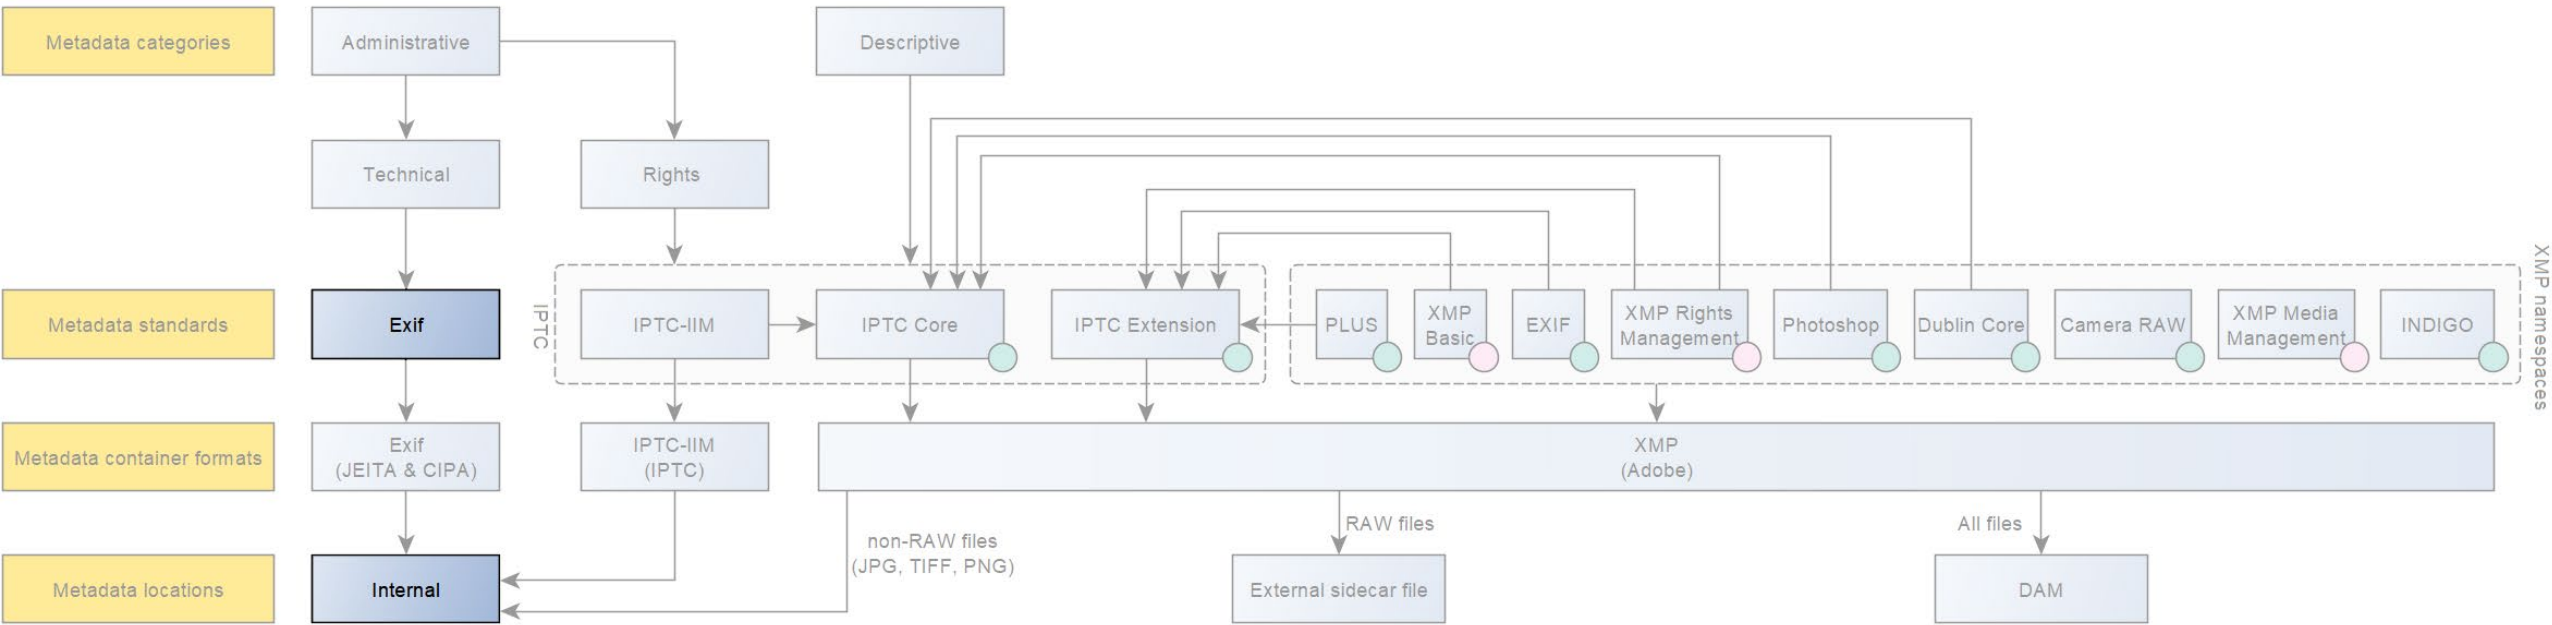 Metadata categories
Administrative
Descriptive
Technical
Rights
Metadata standards
Exif
IPTC
IPTC-IIM
IPTC Core
IPTC Extension
PLUS
XMP
Basic
EXIF
XMP Rights
Management
Photoshop
Dublin Core
Camera RAW
XMP Media
Management
INDIGO
XMP namespaces
Metadata container formats
Exif
(JEITA & CIPA)
IPTC-IIM
(IPTC)
XMP
(Adobe)
non-RAW files
(JPG, TIFF, PNG)
RAW files
All files
Metadata locations
Internal
External sidecar file
DAM